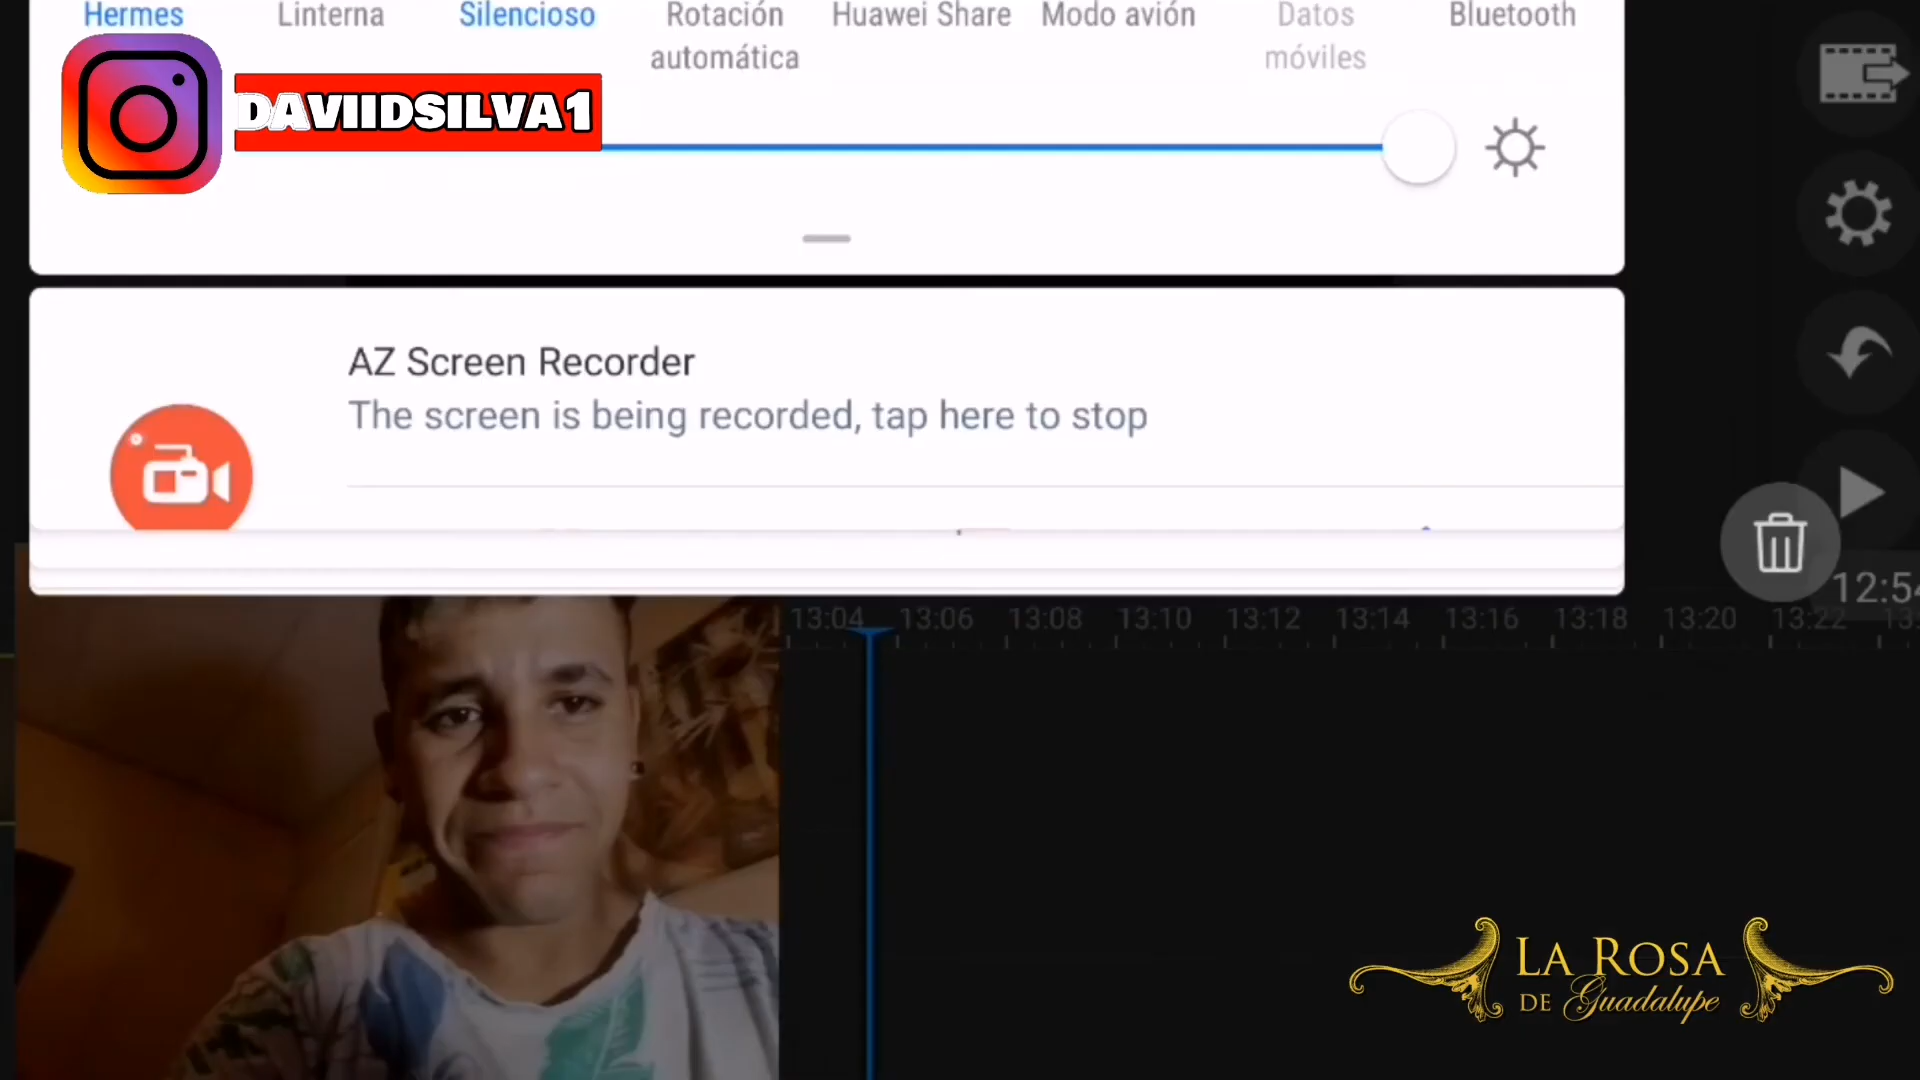 Hermes
Linterna
Silencioso
Rotación
automática
Huawei Share
Modo avión
Datos
móviles
Bluetooth
DAVIIDSILVA1
AZ Screen Recorder
The screen is being recorded, tap here to stop
13:04 13:06 13:08 13:10 13:12 13:14 13:16 13:18 13:20 13:22
LA ROSA
DE Guadalupe